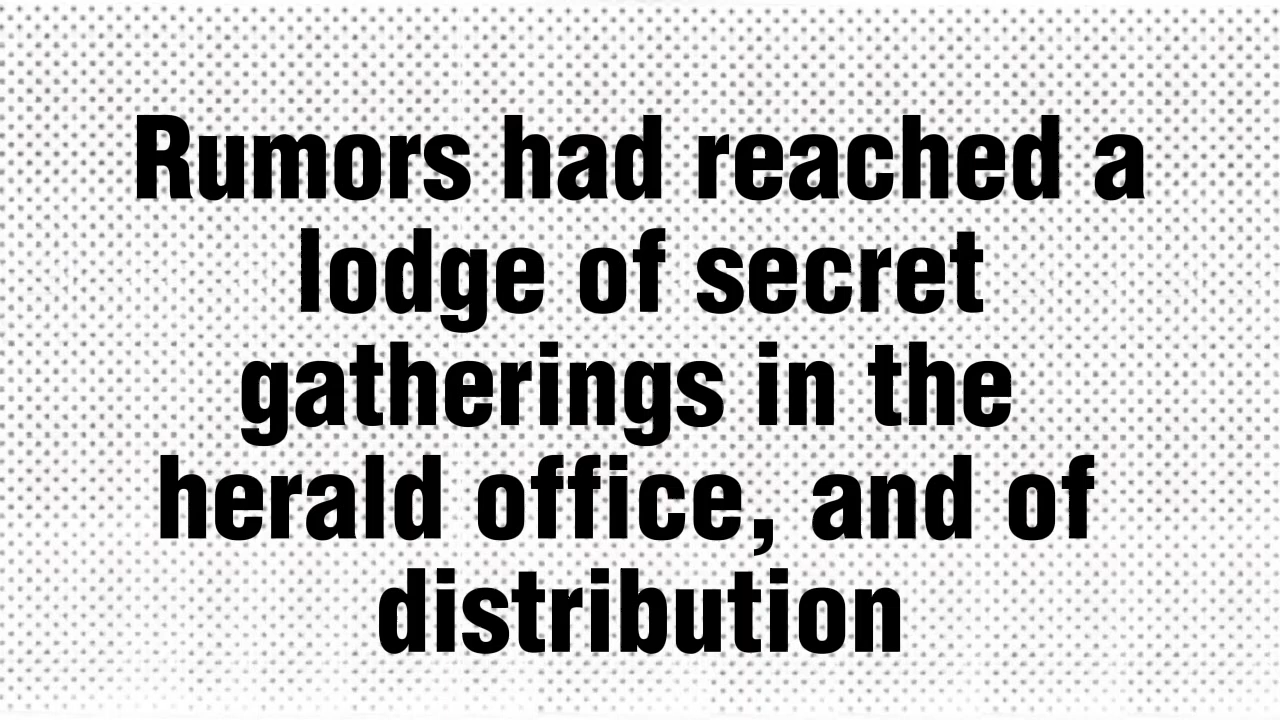 Rumors had reached a
lodge of secret
gatherings in the
herald office, and of
distribution